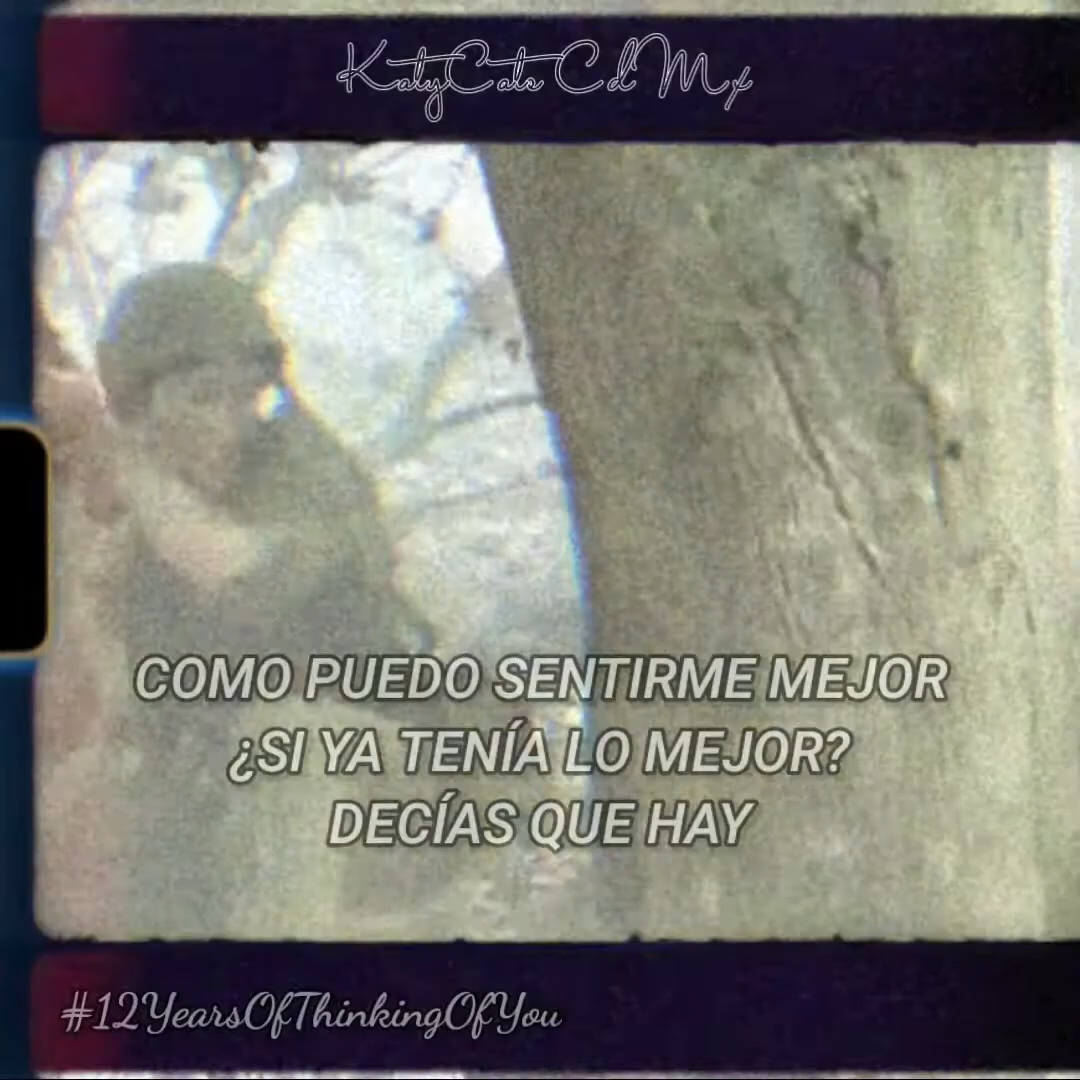 KatyCats Cd Mx
COMO PUEDO SENTIRME MEJOR
¿SI YA TENÍA LO MEJOR?
DECÍAS QUE HAY
#12YearsOfThinkingOfYou